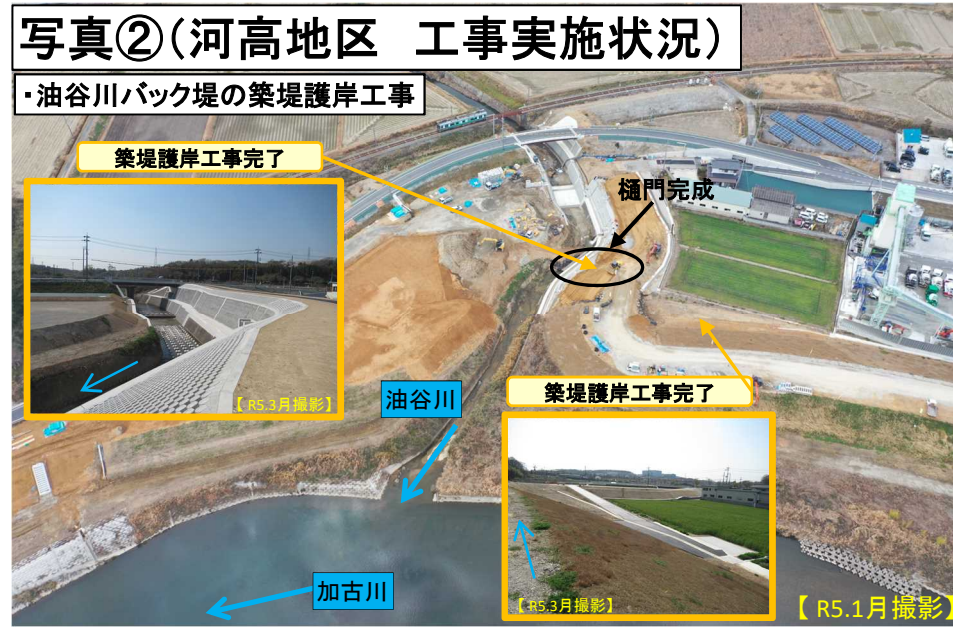 写真②(河高地区　工事実施状況)
・油谷川バック堤の築堤護岸工事
築堤護岸工事完了
樋門完成
【 R5.3月撮影】
油谷川
築堤護岸工事完了
加古川
【 R5.3月撮影】
【 R5.1月撮影】